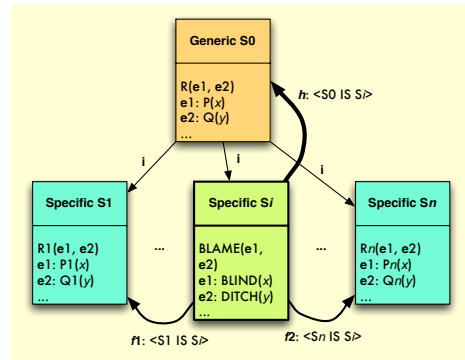 Generic S0
R(e1, e2)
e1: P(x)
e2: Q(y)
...
h: <S0 IS Si>
i
i
i
Specific S1
R1(e1, e2)
e1: P1(x)
e2: Q1(y)
...
...
Specific Si
BLAME(e1,
e2)
e1: BLIND(x)
e2: DITCH(y)
...
...
Specific Sn
Rn(e1, e2)
e1: Pn(x)
e2: Qn(y)
...
f1: <S1 IS Si>
f2: <Sn IS Si>